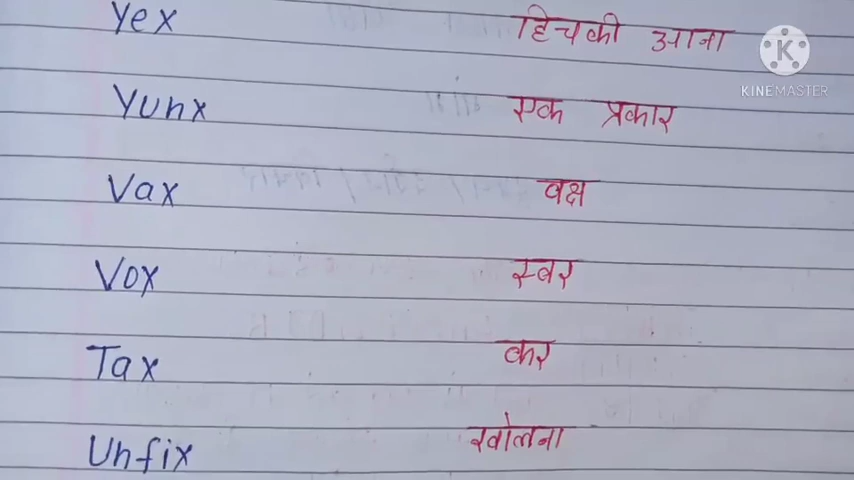 Yex हिचकी आना
KINEMASTER
Yunx एक प्रकार
Vax वक्ष
Vox स्वर
Tax कर
Unfix खोलना